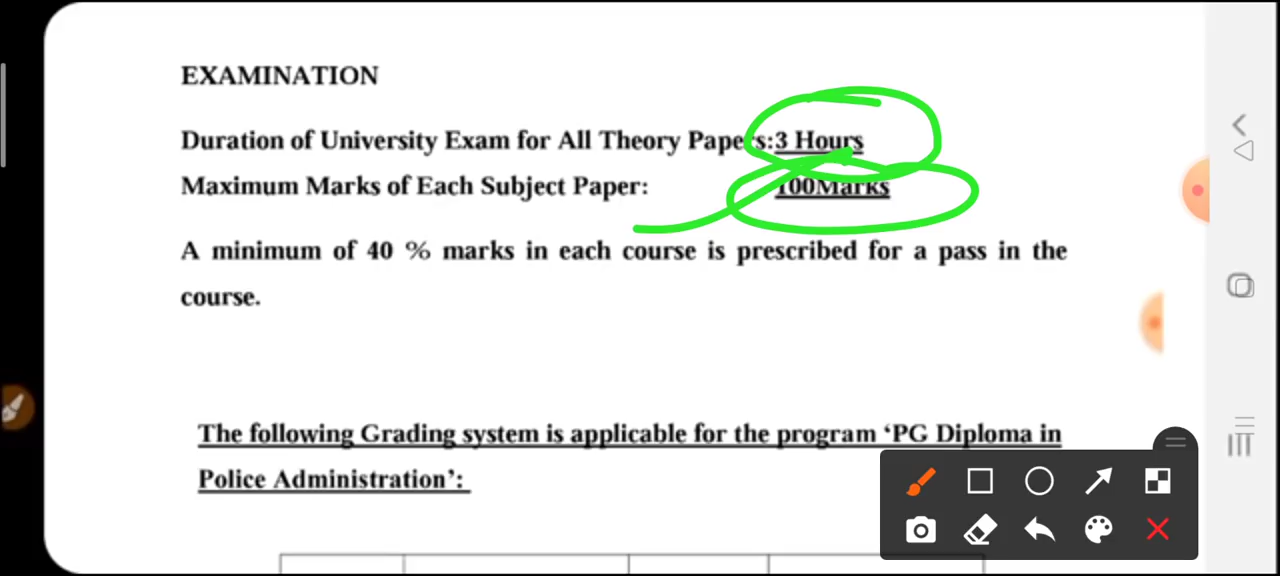 EXAMINATION
Duration of University Exam for All Theory Papers:3 Hours
Maximum Marks of Each Subject Paper: 100Marks
A minimum of 40 % marks in each course is prescribed for a pass in the
course.
The following Grading system is applicable for the program ‘PG Diploma in
Police Administration’: